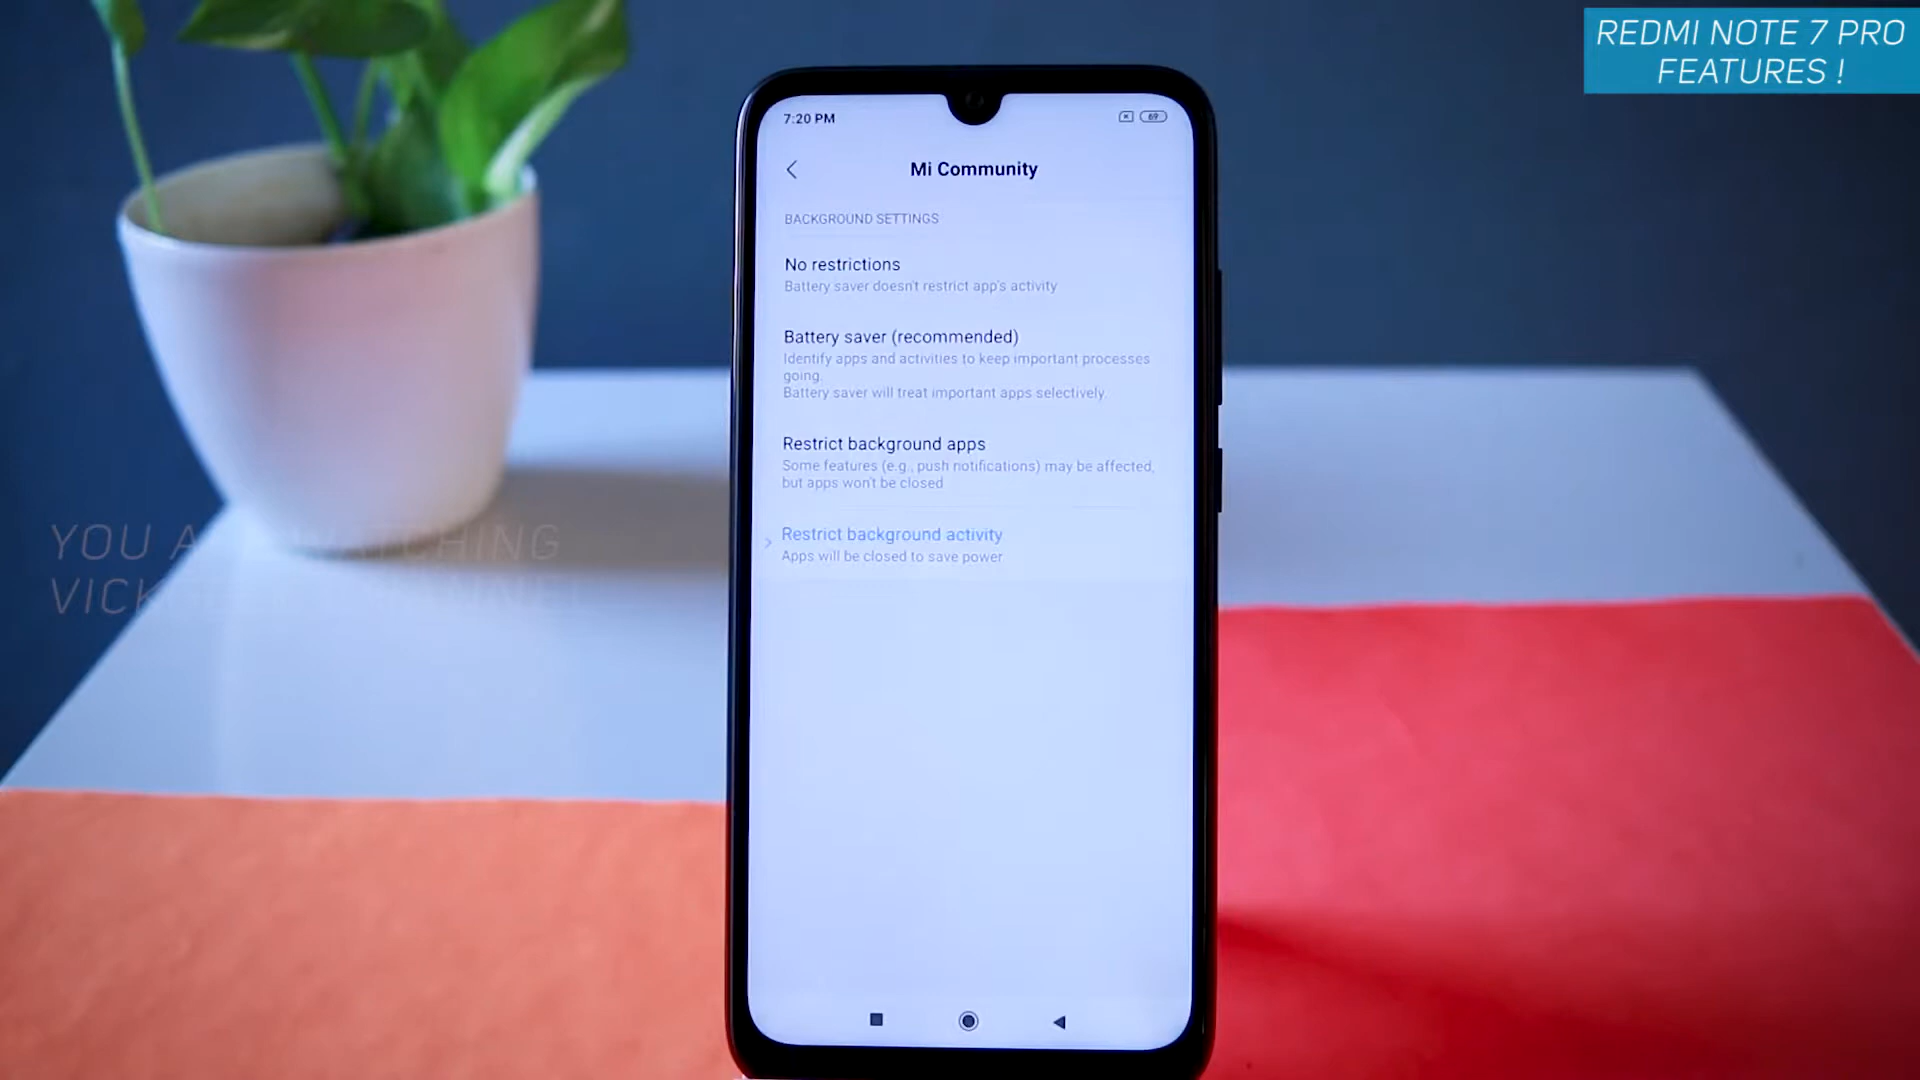 REDMI NOTE 7 PRO
FEATURES !
7:20 PM
69
Mi Community
BACKGROUND SETTINGS
No restrictions
Battery saver doesn't restrict app's activity
Battery saver (recommended)
Identify apps and activities to keep important processes
going.
Battery saver will treat important apps selectively.
Restrict background apps
Some features (e.g., push notifications) may be affected,
but apps won't be closed
Restrict background activity
Apps will be closed to save power
YOU WATCHING